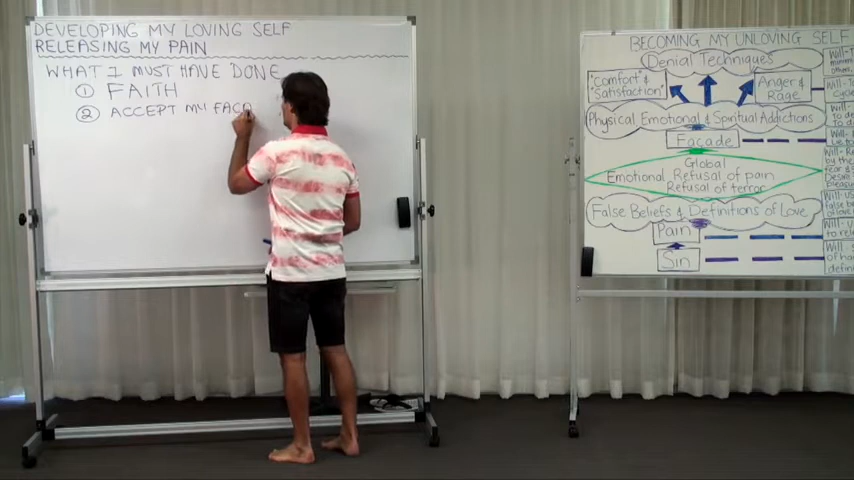 DEVELOPING MY LOVING SELF
RELEASING MY PAIN
WHAT I MUST HAVE DONE
① FAITH
② ACCEPT MY FACA
BECOMING MY UNLOVING SELF
Denial Techniques
"Comfort" &
"Satisfaction"
Anger &
Rage
Physical Emotional & Spiritual Addictions
Façade
Global
Emotional Refusal of pain
Refusal of terror
False Beliefs & Definitions of Love
Pain
Sin